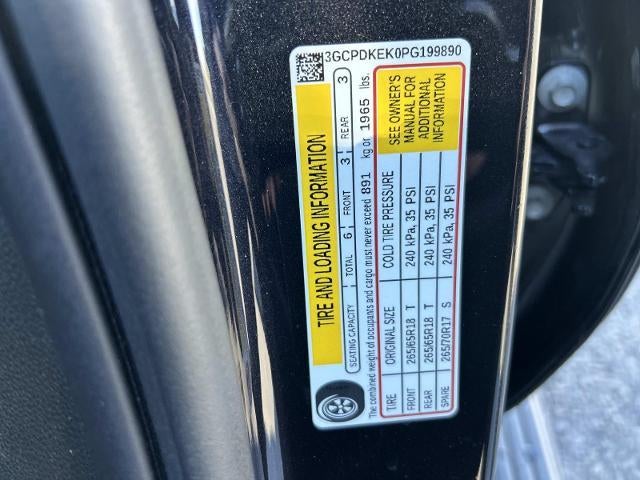 3GCPDKEK0PG199890
TIRE AND LOADING INFORMATION
SEATING CAPACITY TOTAL 6 FRONT 3 REAR 3
The combined weight of occupants and cargo must never exceed 891 kg or 1965 lbs.
TIRE ORIGINAL SIZE COLD TIRE PRESSURE
FRONT 265/65R18 T 240 kPa, 35 PSI
REAR 265/65R18 T 240 kPa, 35 PSI
SPARE 265/70R17 S 240 kPa, 35 PSI
SEE OWNER'S
MANUAL FOR
ADDITIONAL
INFORMATION